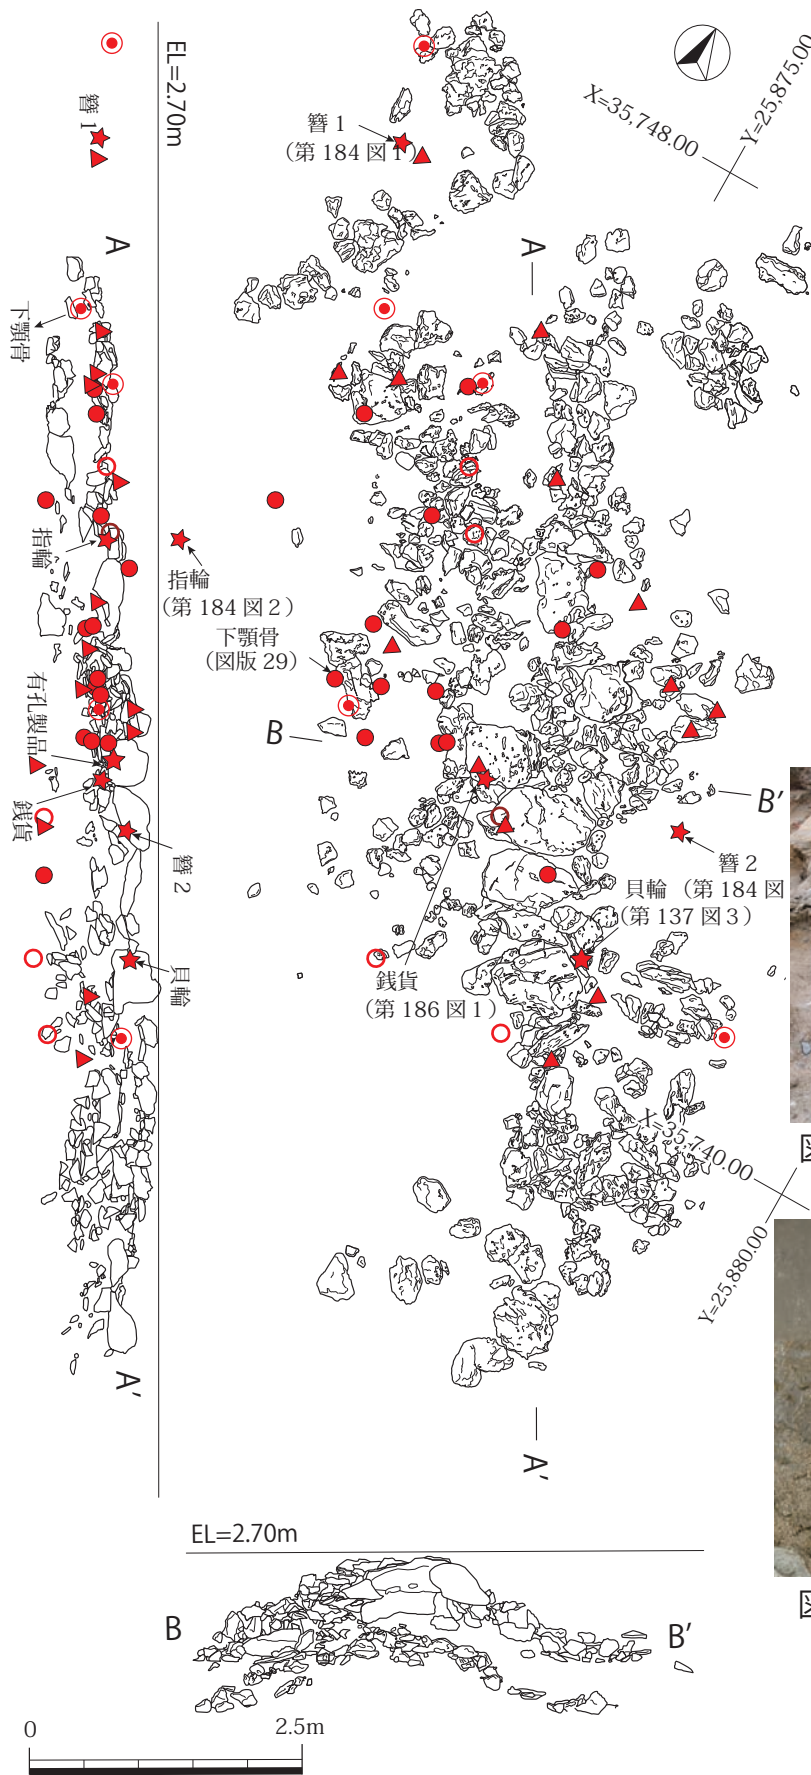 EL=2.70m
簪 1
A
下顎骨
指輪
有孔製品
銭貨
簪 2
貝輪
A'
簪 1
（第 184 図 1）
X=35,748.00
Y=25,875.00
A
指輪
（第 184 図 2）
下顎骨
（図版 29）
B
B'
簪 2
貝輪 （第 184 図
（第 137 図 3）
銭貨
（第 186 図 1）
X=35,740.00
Y=25,880.00
A'
図
図
EL=2.70m
B
B'
0
2.5m